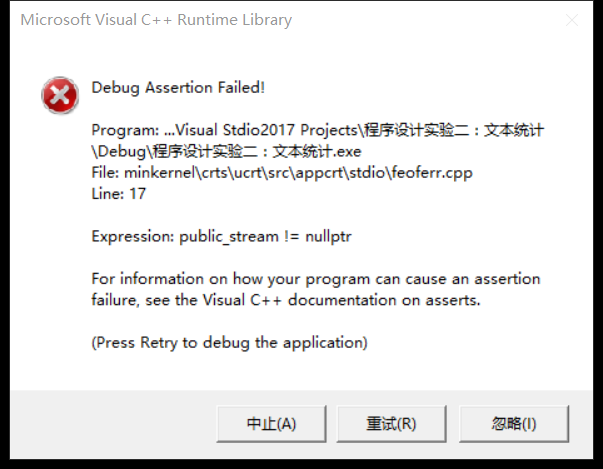 Microsoft Visual C++ Runtime Library
Debug Assertion Failed!
Program: ...Visual Stdio2017 Projects\程序设计实验二：文本统计
\Debug\程序设计实验二：文本统计.exe
File: minkernel\crts\ucrt\src\appcrt\stdio\feoferr.cpp
Line: 17
Expression: public_stream != nullptr
For information on how your program can cause an assertion
failure, see the Visual C++ documentation on asserts.
(Press Retry to debug the application)
中止(A)
重试(R)
忽略(I)